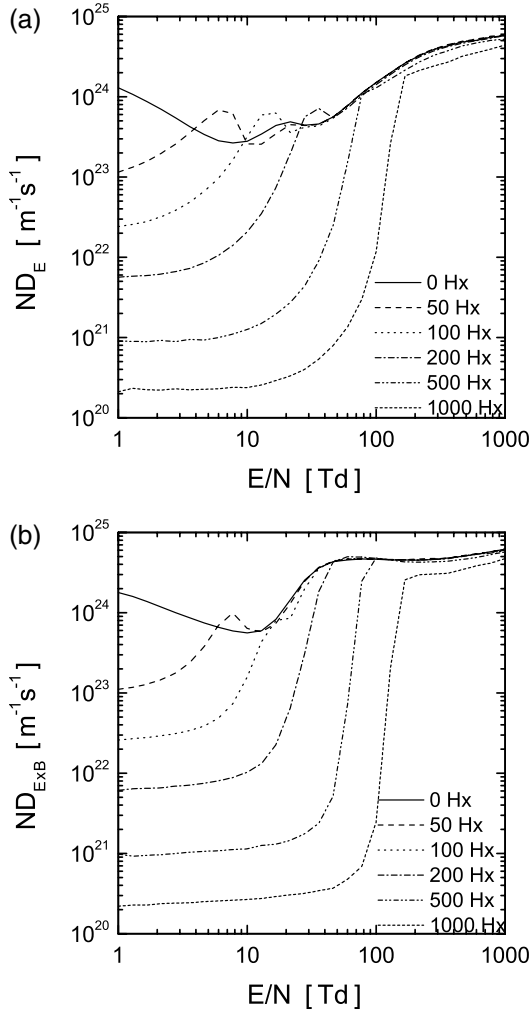 (a)
10^25
10^24
10^23
10^22
10^21
10^20
ND_E [ m^-1 s^-1 ]
0 Hx
50 Hx
100 Hx
200 Hx
500 Hx
1000 Hx
1 10 100 1000
E/N [ Td ]
(b)
10^25
10^24
10^23
10^22
10^21
10^20
ND_ExB [ m^-1 s^-1 ]
0 Hx
50 Hx
100 Hx
200 Hx
500 Hx
1000 Hx
1 10 100 1000
E/N [ Td ]